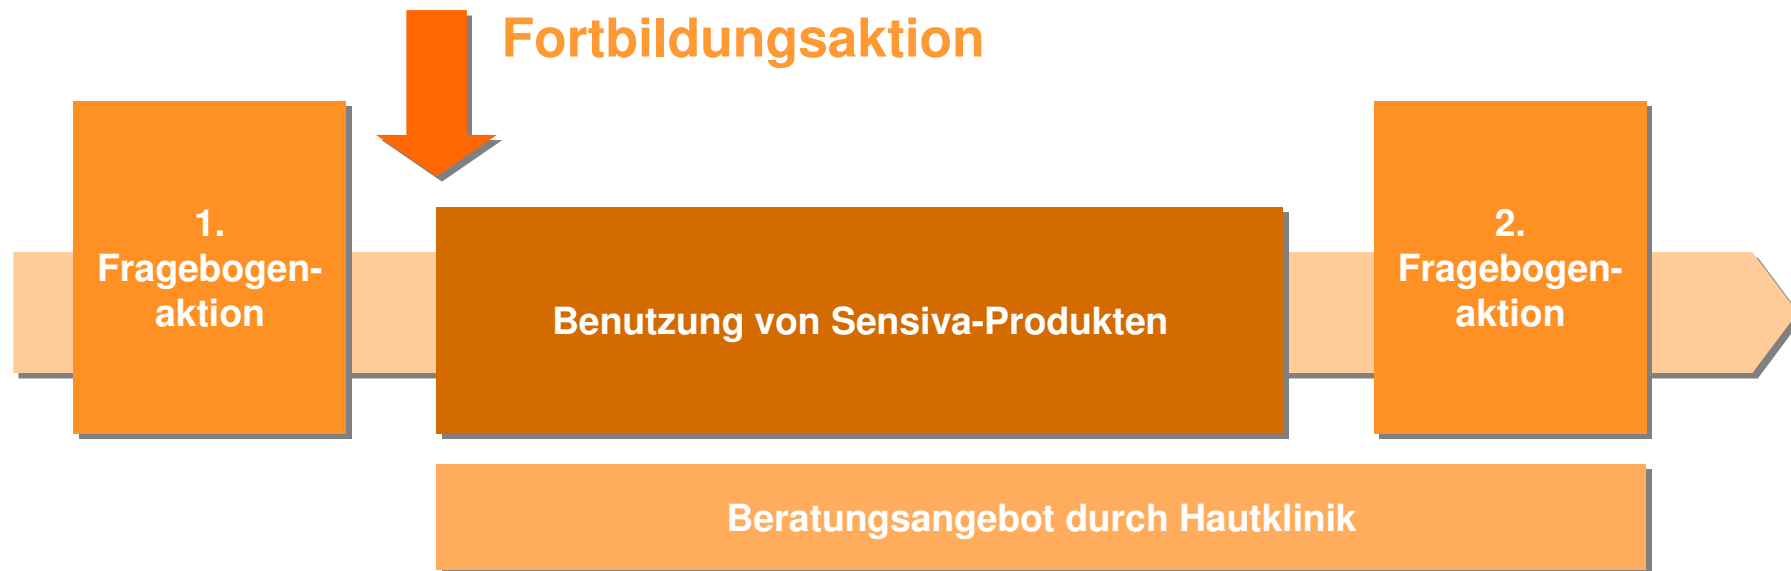 Fortbildungsaktion
1.
Fragebogen-
aktion
Benutzung von Sensiva-Produkten
2.
Fragebogen-
aktion
Beratungsangebot durch Hautklinik